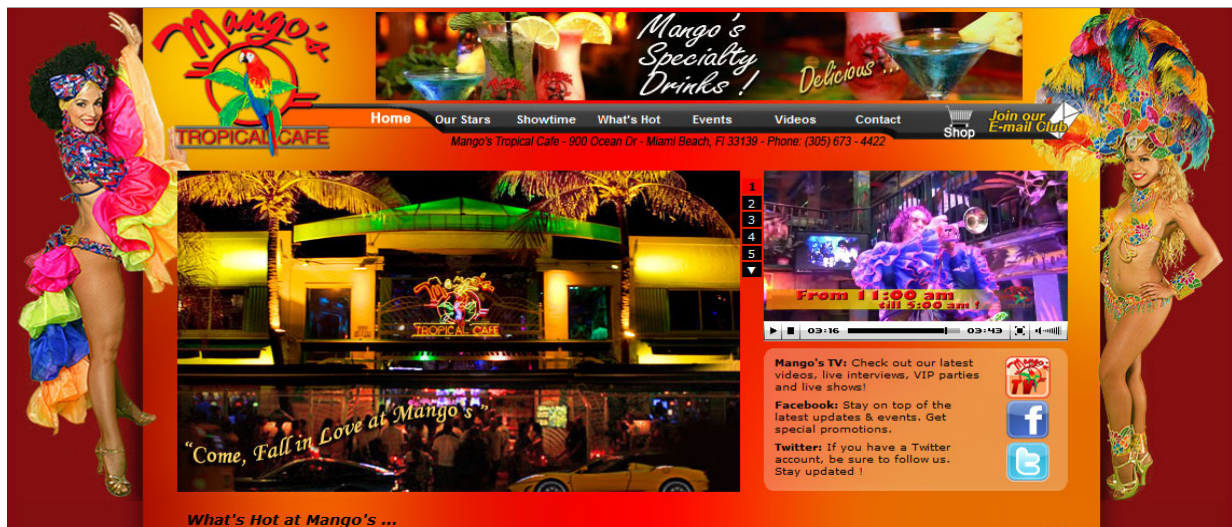 Mango's
TROPICAL CAFE
Mango's
Specialty
Drinks !
Delicious ...
Home
Our Stars
Showtime
What's Hot
Events
Videos
Contact
Shop
Join our
E-mail Club
Mango's Tropical Cafe - 900 Ocean Dr - Miami Beach, Fl 33139 - Phone: (305) 673 - 4422
Mango's
TROPICAL CAFE
"Come, Fall in Love at Mango's"
1
2
3
4
5
▼
From 11:00 am
till 5:00 am !
03:16
03:43
Mango's TV: Check out our latest
videos, live interviews, VIP parties
and live shows!
Mango's
Facebook: Stay on top of the
latest updates & events. Get
special promotions.
f
Twitter: If you have a Twitter
account, be sure to follow us.
Stay updated !
t
What's Hot at Mango's ...